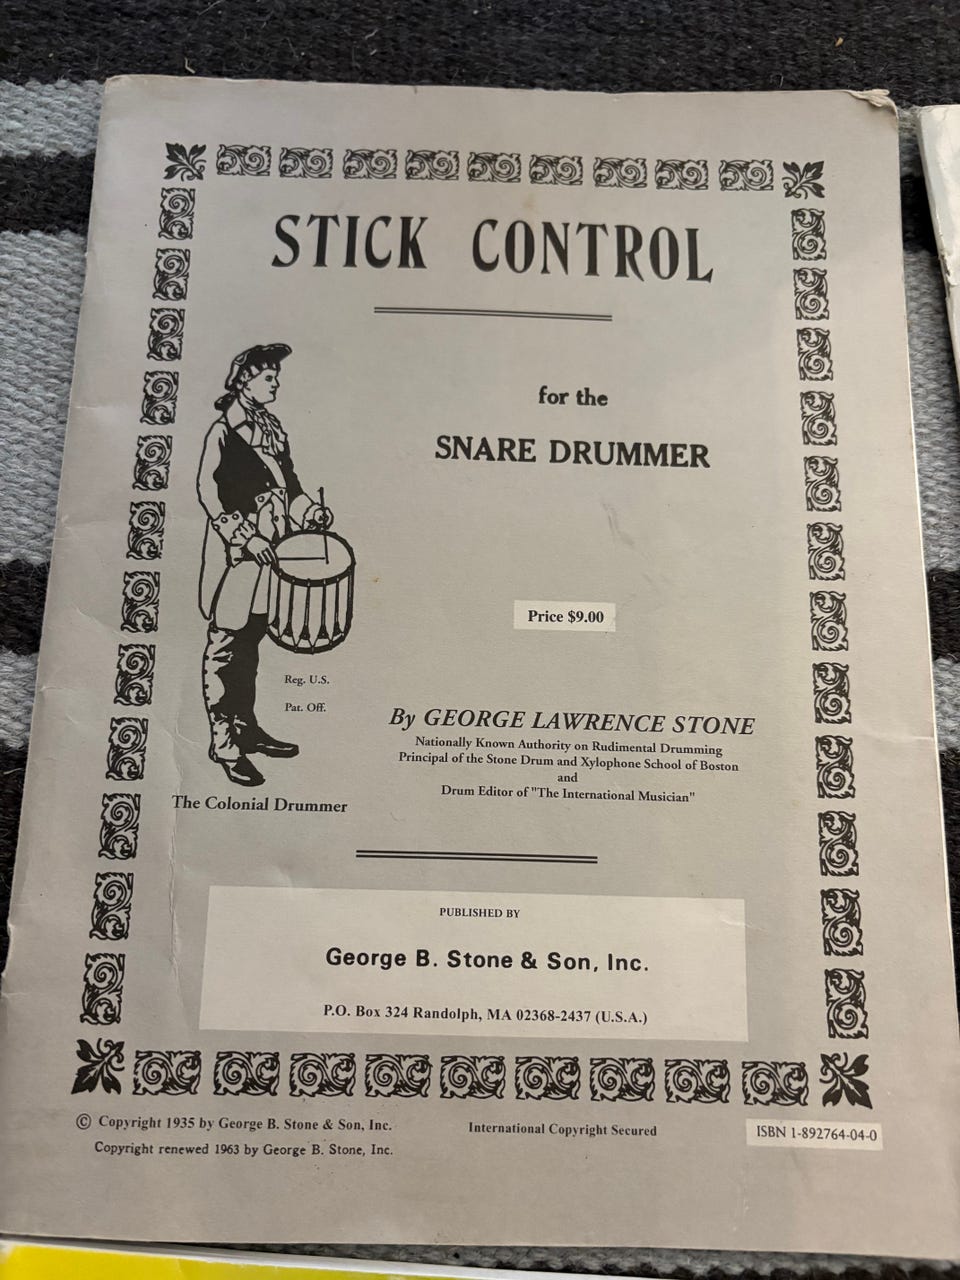 STICK CONTROL
for the
SNARE DRUMMER
Price $9.00
Reg. U.S.
Pat. Off.
The Colonial Drummer
By GEORGE LAWRENCE STONE
Nationally Known Authority on Rudimental Drumming
Principal of the Stone Drum and Xylophone School of Boston
and
Drum Editor of "The International Musician"
PUBLISHED BY
George B. Stone & Son, Inc.
P.O. Box 324 Randolph, MA 02368-2437 (U.S.A.)
© Copyright 1935 by George B. Stone & Son, Inc.
Copyright renewed 1963 by George B. Stone, Inc.
International Copyright Secured
ISBN 1-892764-04-0